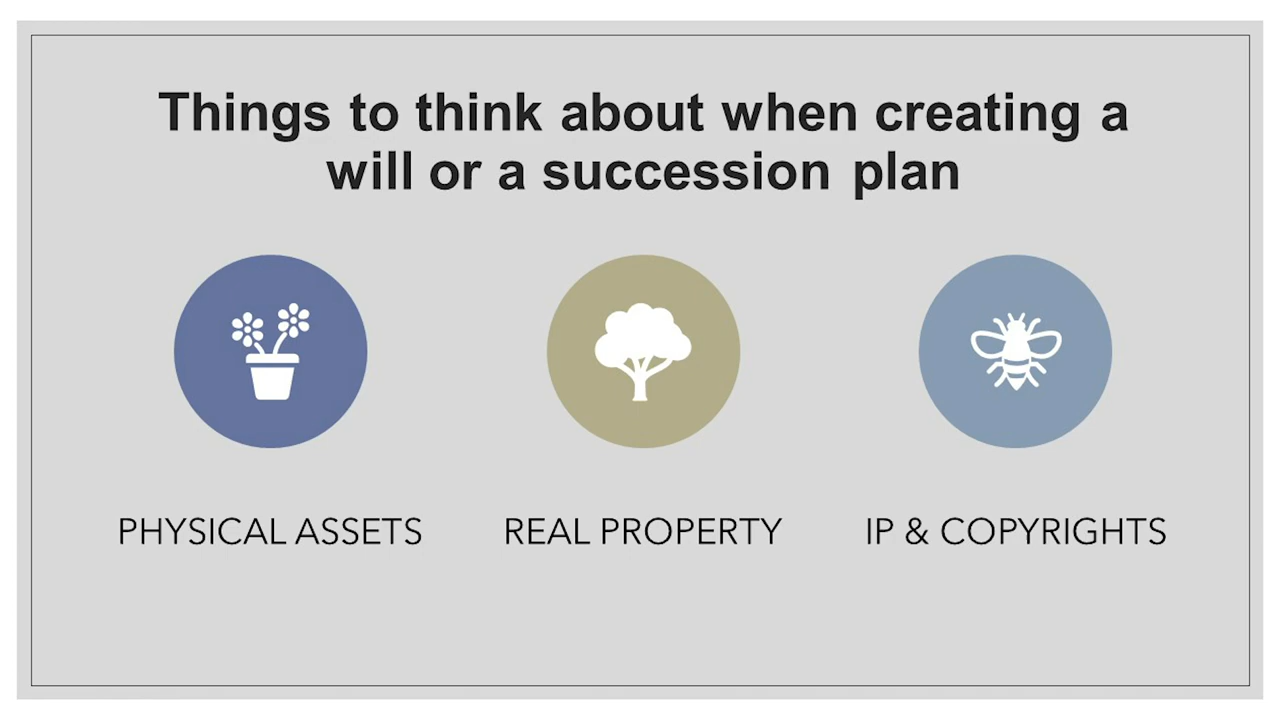 Things to think about when creating a
will or a succession plan
PHYSICAL ASSETS
REAL PROPERTY
IP & COPYRIGHTS